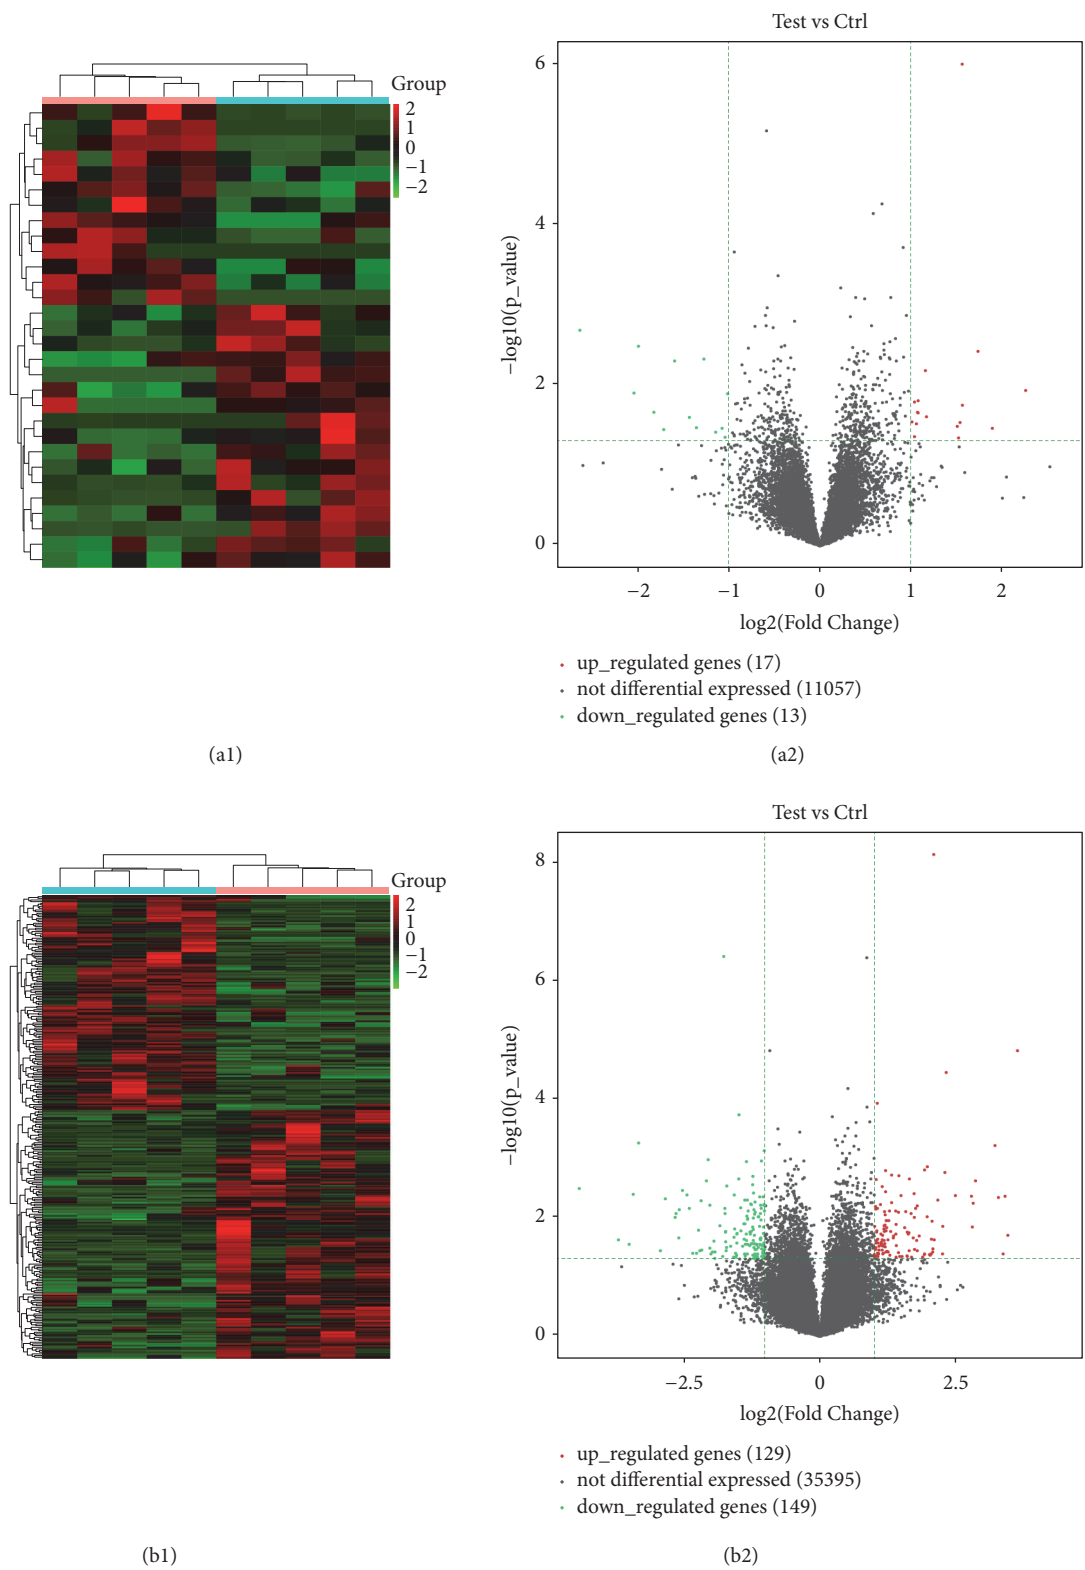 Group
2
1
0
−1
−2
(a1)
Test vs Ctrl
6
4
2
0
−log10(p_value)
−2
−1
0
1
2
log2(Fold Change)
up_regulated genes (17)
not differential expressed (11057)
down_regulated genes (13)
(a2)
Group
2
1
0
−1
−2
(b1)
Test vs Ctrl
8
6
4
2
0
−log10(p_value)
−2.5
0
2.5
log2(Fold Change)
up_regulated genes (129)
not differential expressed (35395)
down_regulated genes (149)
(b2)